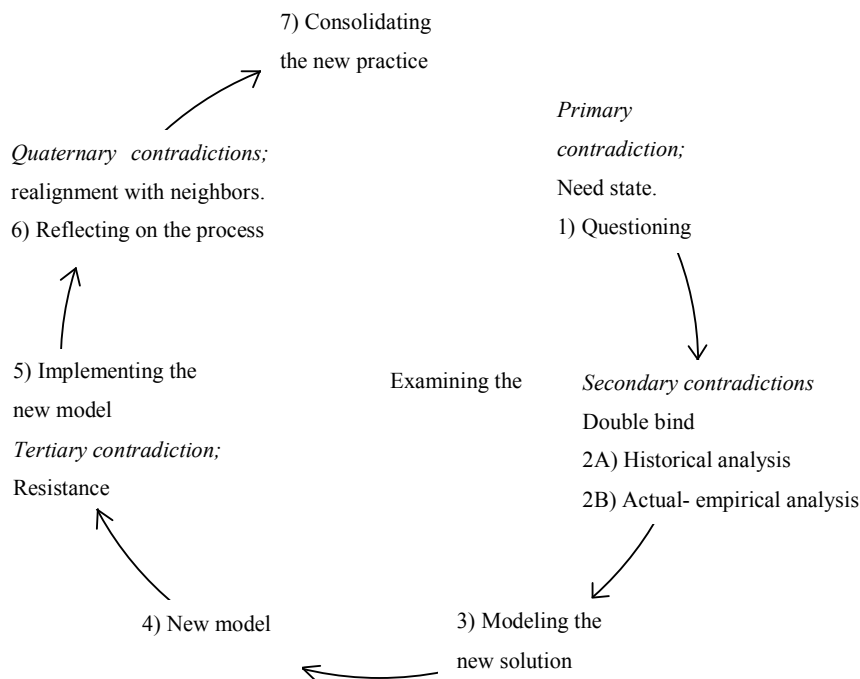 7) Consolidating
the new practice
Primary
contradiction;
Need state.
1) Questioning
Quaternary contradictions;
realignment with neighbors.
6) Reflecting on the process
5) Implementing the
new model
Tertiary contradiction;
Resistance
Examining the
Secondary contradictions
Double bind
2A) Historical analysis
2B) Actual- empirical analysis
4) New model
3) Modeling the
new solution